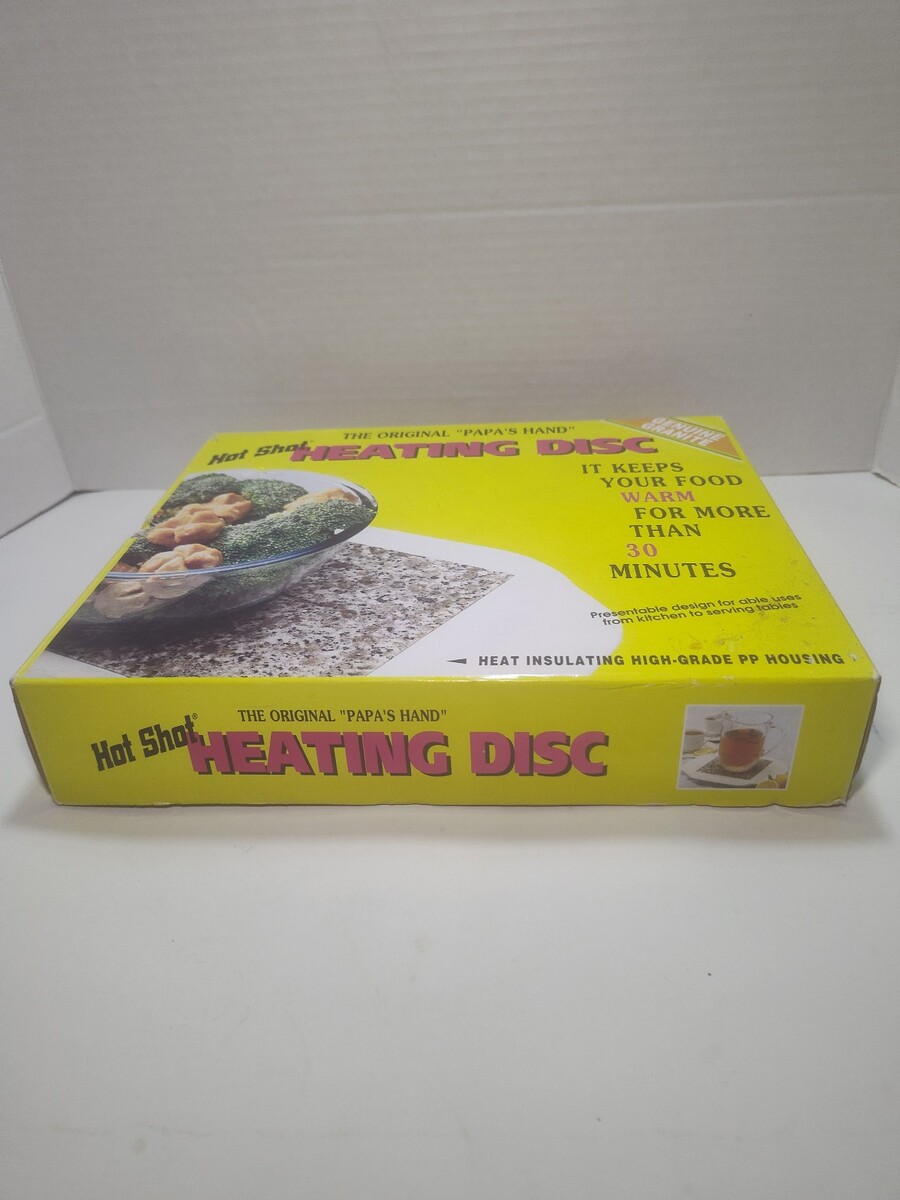 THE ORIGINAL "PAPA'S HAND"
Hot Shot® HEATING DISC
GENUINE
GRANITE
IT KEEPS
YOUR FOOD
WARM
FOR MORE
THAN
30
MINUTES
Presentable design for able uses
from kitchen to serving tables
HEAT INSULATING HIGH-GRADE PP HOUSING
THE ORIGINAL "PAPA'S HAND"
Hot Shot® HEATING DISC